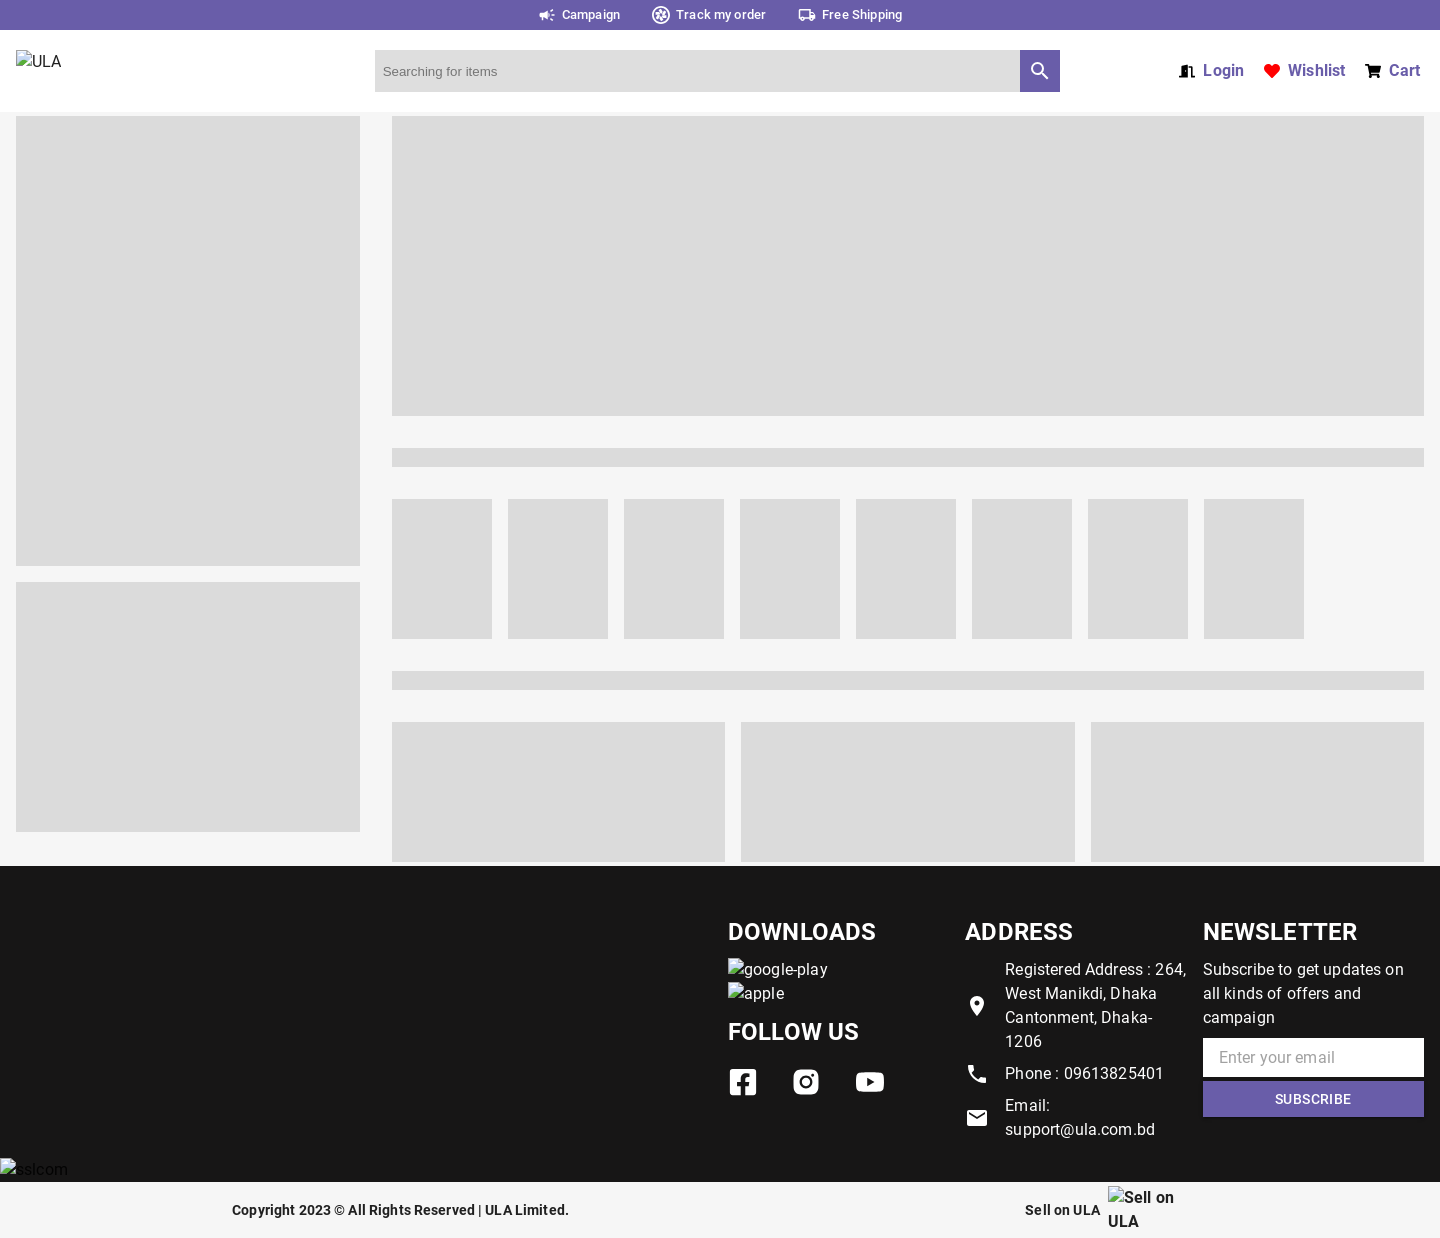 Campaign
Track my order
Free Shipping
ULA
Searching for items
Login
Wishlist
Cart
DOWNLOADS
google-play
apple
FOLLOW US
ADDRESS
Registered Address : 264,
West Manikdi, Dhaka
Cantonment, Dhaka-
1206
Phone : 09613825401
Email:
support@ula.com.bd
NEWSLETTER
Subscribe to get updates on
all kinds of offers and
campaign
Enter your email
SUBSCRIBE
sslcom
Copyright 2023 © All Rights Reserved | ULA Limited.
Sell on ULA
Sell on
ULA